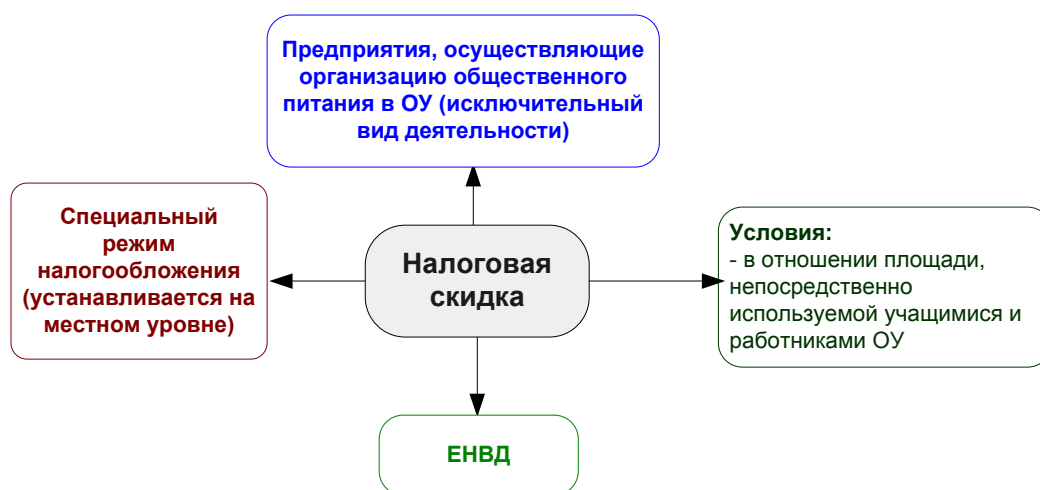 Предприятия, осуществляющие
организацию общественного
питания в ОУ (исключительный
вид деятельности)
Специальный
режим
налогообложения
(устанавливается на
местном уровне)
Налоговая
скидка
Условия:
- в отношении площади,
непосредственно
используемой учащимися и
работниками ОУ
ЕНВД